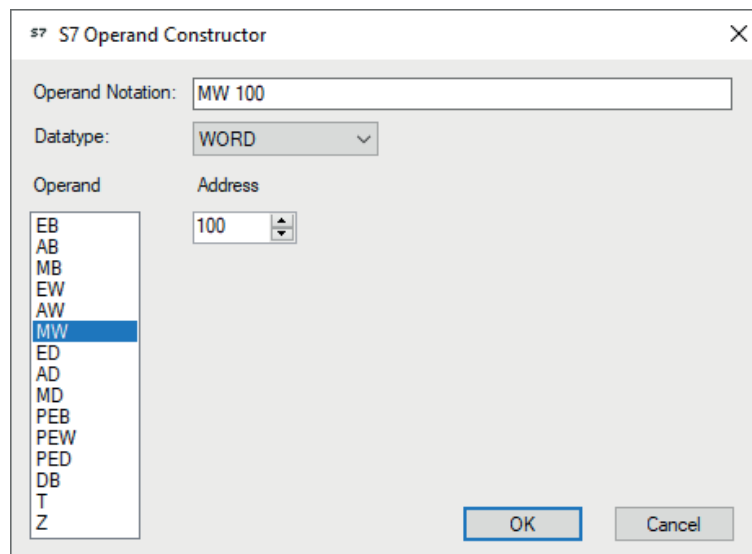 S7 S7 Operand Constructor
Operand Notation: MW 100
Datatype: WORD
Operand Address
100
EB
AB
MB
EW
AW
MW
ED
AD
MD
PEB
PEW
PED
DB
T
Z
OK Cancel